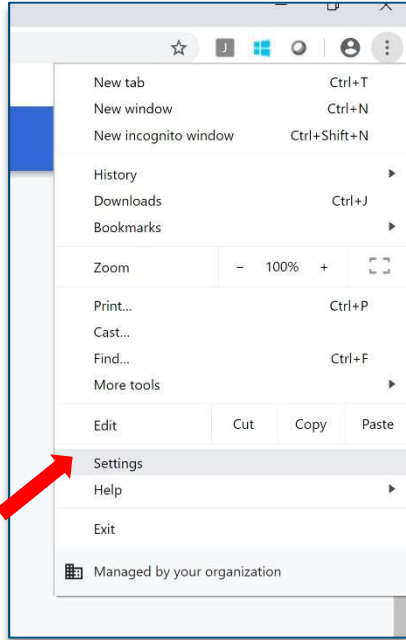 J
New tab Ctrl+T
New window Ctrl+N
New incognito window Ctrl+Shift+N
History
Downloads Ctrl+J
Bookmarks
Zoom - 100% +
Print... Ctrl+P
Cast...
Find... Ctrl+F
More tools
Edit Cut Copy Paste
Settings
Help
Exit
Managed by your organization